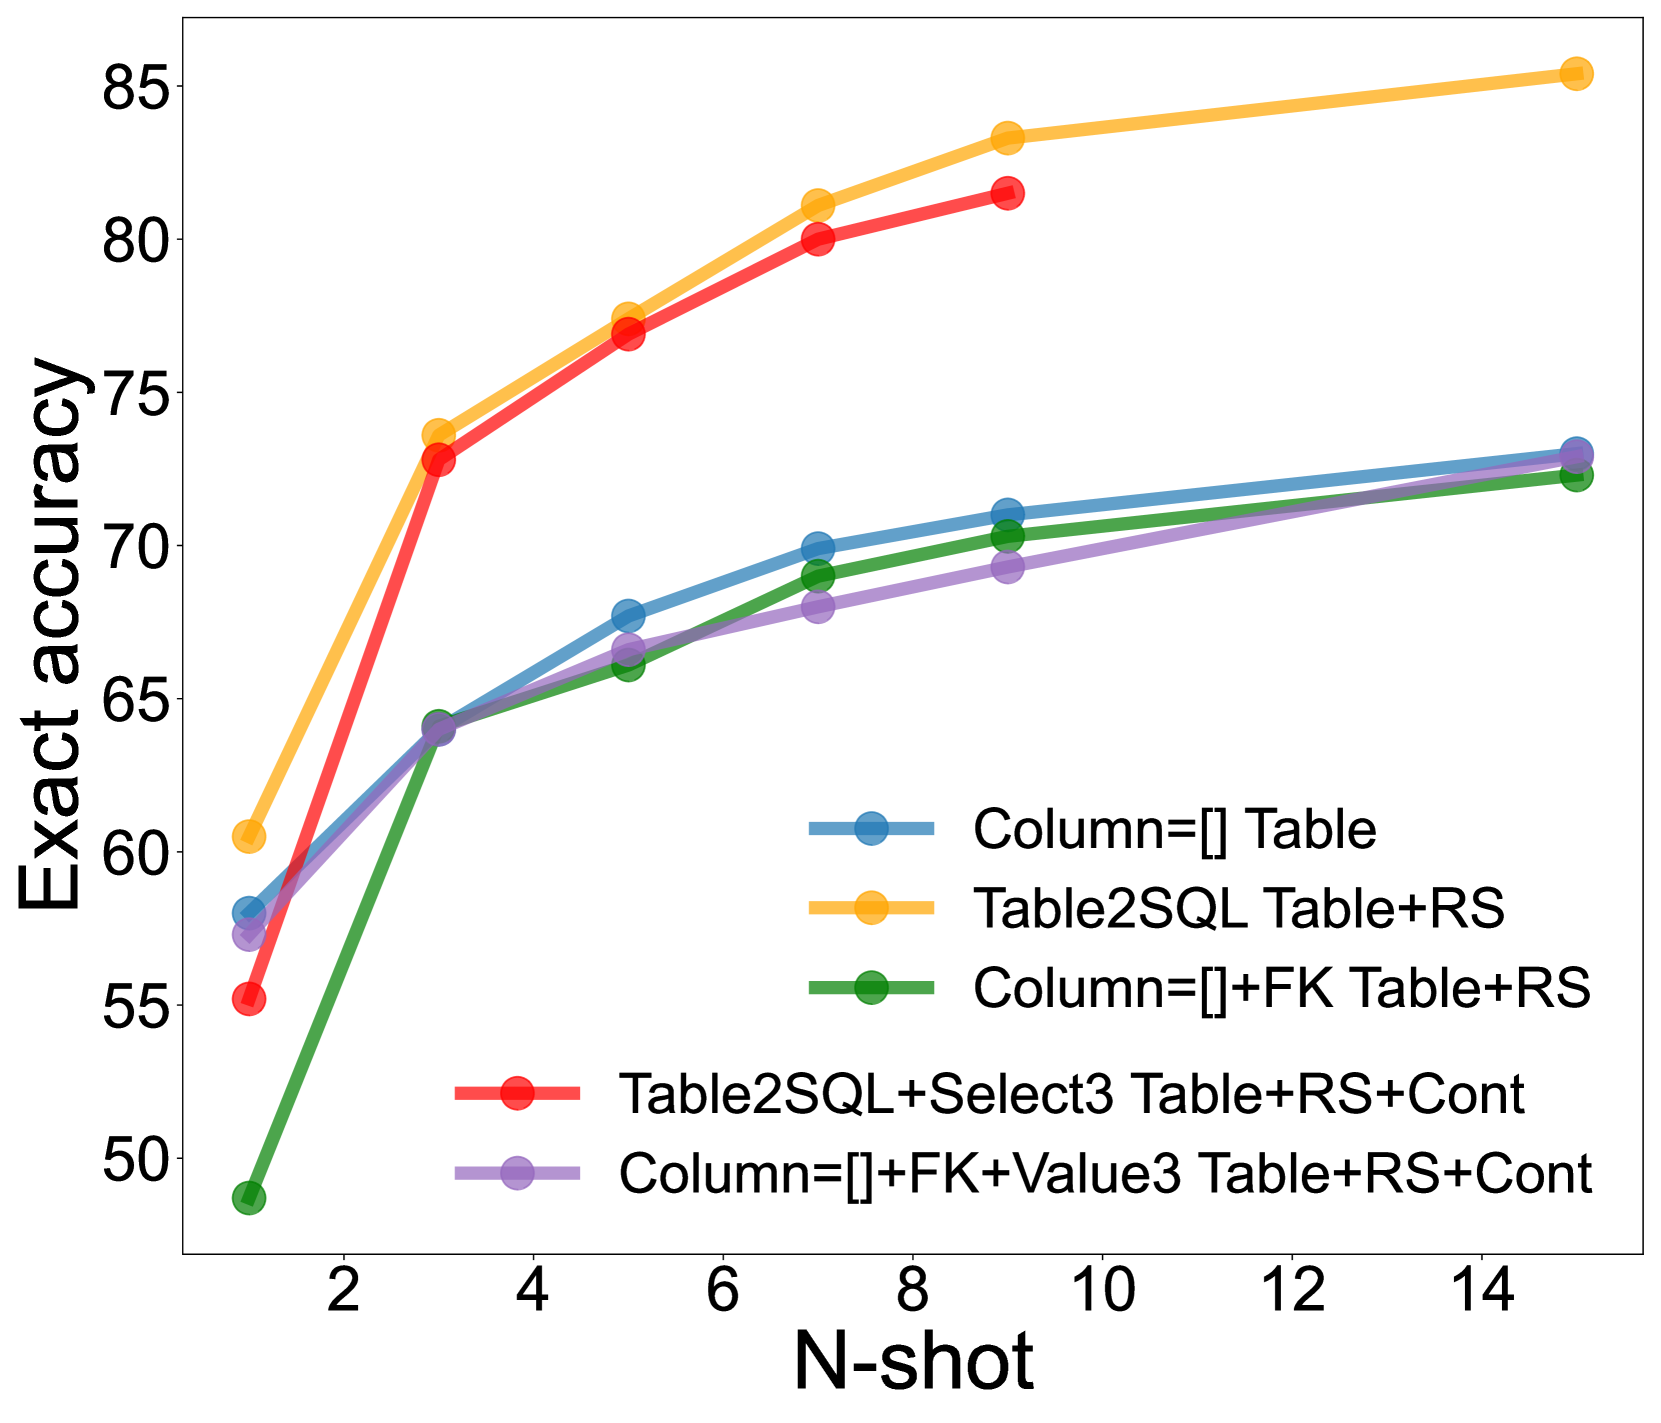 Exact accuracy
85
80
75
70
65
60
55
50
Column=[] Table
Table2SQL Table+RS
Column=[]+FK Table+RS
Table2SQL+Select3 Table+RS+Cont
Column=[]+FK+Value3 Table+RS+Cont
2 4 6 8 10 12 14
N-shot